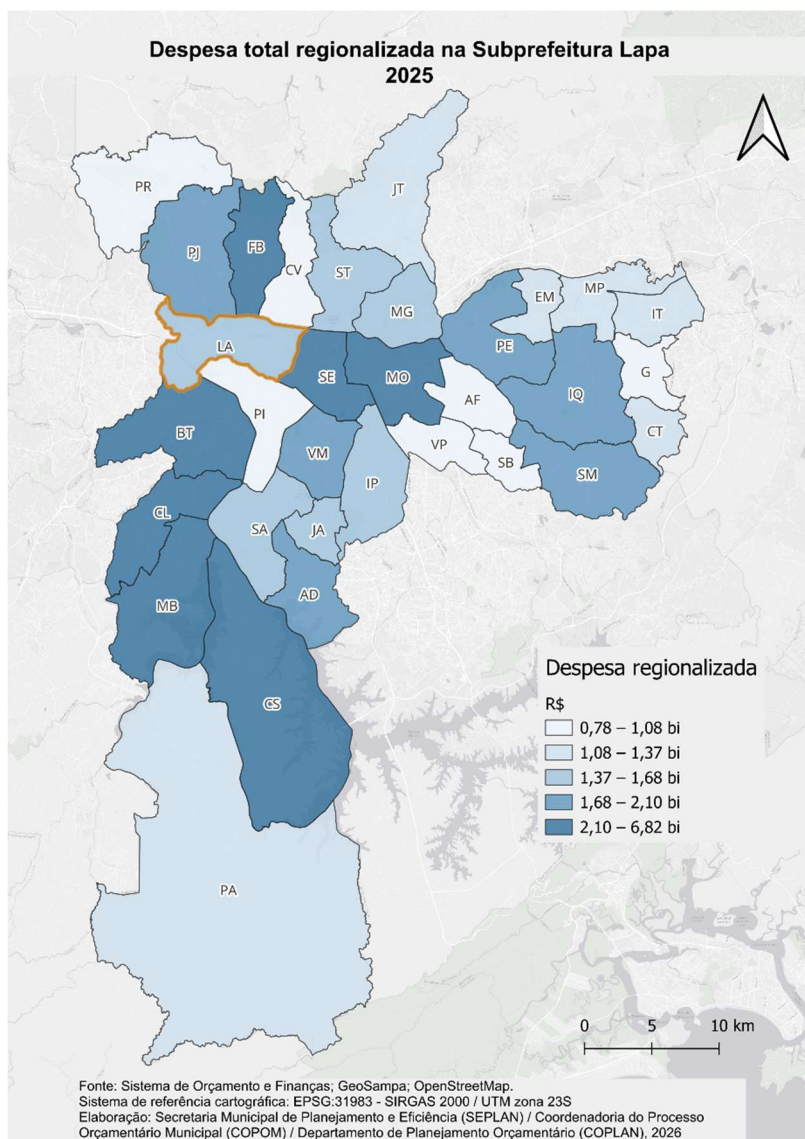 Despesa total regionalizada na Subprefeitura Lapa
2025
JT
PR
FB
PJ
CV
ST
EM
MP
IT
MG
LA
PE
SE
MO
G
IQ
AF
PI
BT
CT
VP
VM
SB
SM
IP
CL
SA
JA
AD
MB
CS
PA
Despesa regionalizada
R$
0,78 – 1,08 bi
1,08 – 1,37 bi
1,37 – 1,68 bi
1,68 – 2,10 bi
2,10 – 6,82 bi
0 5 10 km
Fonte: Sistema de Orçamento e Finanças; GeoSampa; OpenStreetMap.
Sistema de referência cartográfica: EPSG:31983 - SIRGAS 2000 / UTM zona 23S
Elaboração: Secretaria Municipal de Planejamento e Eficiência (SEPLAN) / Coordenadoria do Processo
Orçamentário Municipal (COPOM) / Departamento de Planejamento Orçamentário (COPLAN), 2026